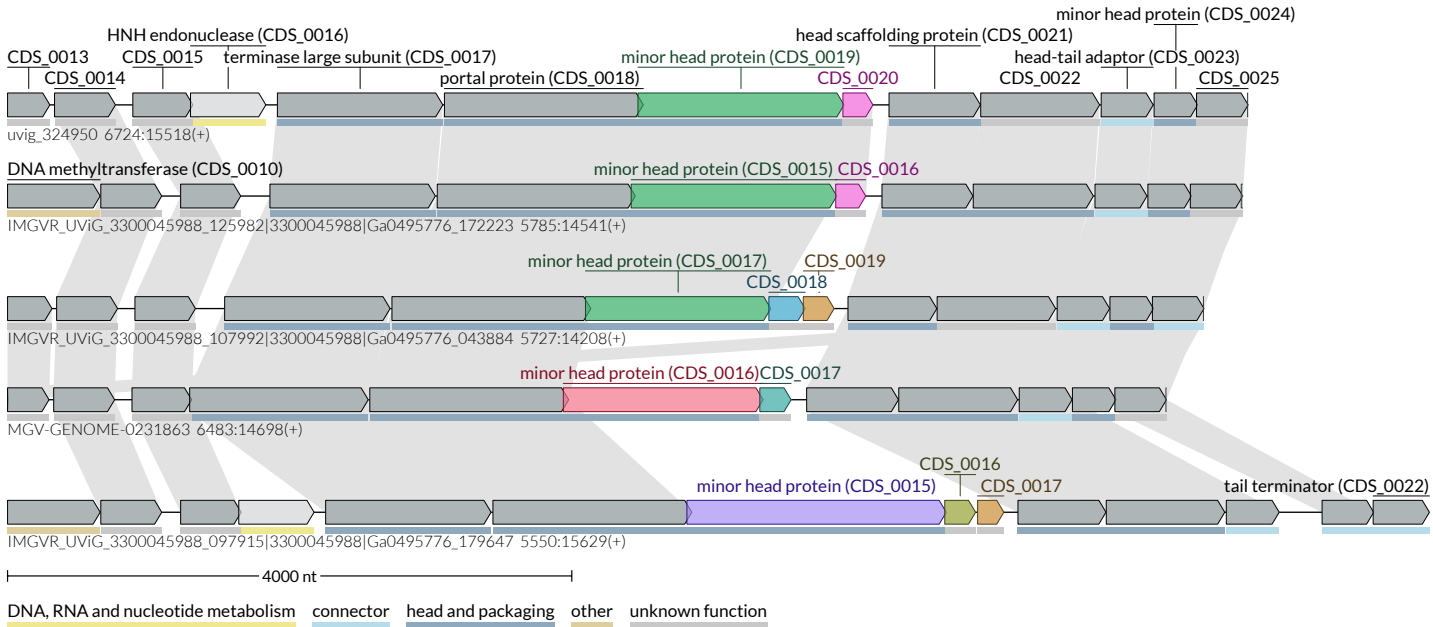 minor head protein (CDS_0024)
HNH endonuclease (CDS_0016) head scaffolding protein (CDS_0021)
CDS_0013 CDS_0015 terminase large subunit (CDS_0017) minor head protein (CDS_0019) head-tail adaptor (CDS_0023)
CDS_0014 portal protein (CDS_0018) CDS_0020 CDS_0022 CDS_0025
uvig_324950 6724:15518(+)
DNA methyltransferase (CDS_0010) minor head protein (CDS_0015) CDS_0016
IMGVR_UViG_3300045988_125982|3300045988|Ga0495776_172223 5785:14541(+)
minor head protein (CDS_0017) CDS_0019
CDS_0018
IMGVR_UViG_3300045988_107992|3300045988|Ga0495776_043884 5727:14208(+)
minor head protein (CDS_0016) CDS_0017
MGV-GENOME-0231863 6483:14698(+)
CDS_0016
minor head protein (CDS_0015) CDS_0017 tail terminator (CDS_0022)
IMGVR_UViG_3300045988_097915|3300045988|Ga0495776_179647 5550:15629(+)
4000 nt
DNA, RNA and nucleotide metabolism connector head and packaging other unknown function